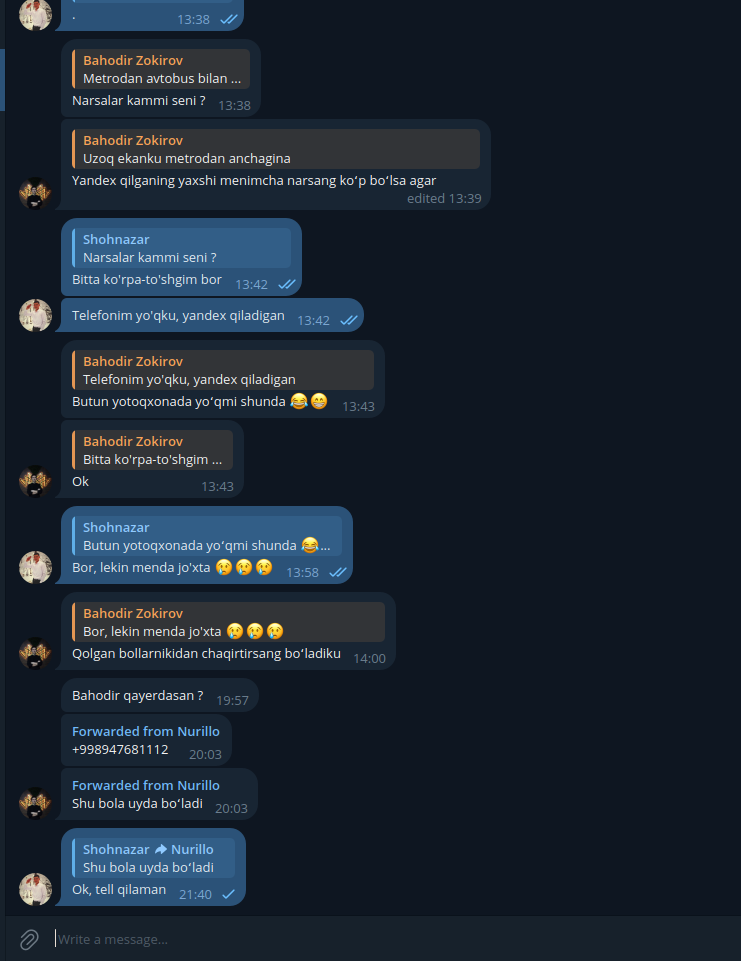 .
13:38
Bahodir Zokirov
Metrodan avtobus bilan ...
Narsalar kammi seni ? 13:38
Bahodir Zokirov
Uzoq ekanku metrodan anchagina
Yandex qilganing yaxshi menimcha narsang koʻp boʻlsa agar
edited 13:39
Shohnazar
Narsalar kammi seni ?
Bitta ko'rpa-to'shgim bor 13:42
Telefonim yo'qku, yandex qiladigan 13:42
Bahodir Zokirov
Telefonim yo'qku, yandex qiladigan
Butun yotoqxonada yoʻqmi shunda 😂😁 13:43
Bahodir Zokirov
Bitta ko'rpa-to'shgim ...
Ok 13:43
Shohnazar
Butun yotoqxonada yoʻqmi shunda 😂...
Bor, lekin menda jo'xta 😢😢😢 13:58
Bahodir Zokirov
Bor, lekin menda jo'xta 😢😢😢
Qolgan bollarnikidan chaqirtirsang boʻladiku 14:00
Bahodir qayerdasan ? 19:57
Forwarded from Nurillo
+998947681112 20:03
Forwarded from Nurillo
Shu bola uyda boʻladi 20:03
Shohnazar Nurillo
Shu bola uyda boʻladi
Ok, tell qilaman 21:40
Write a message...